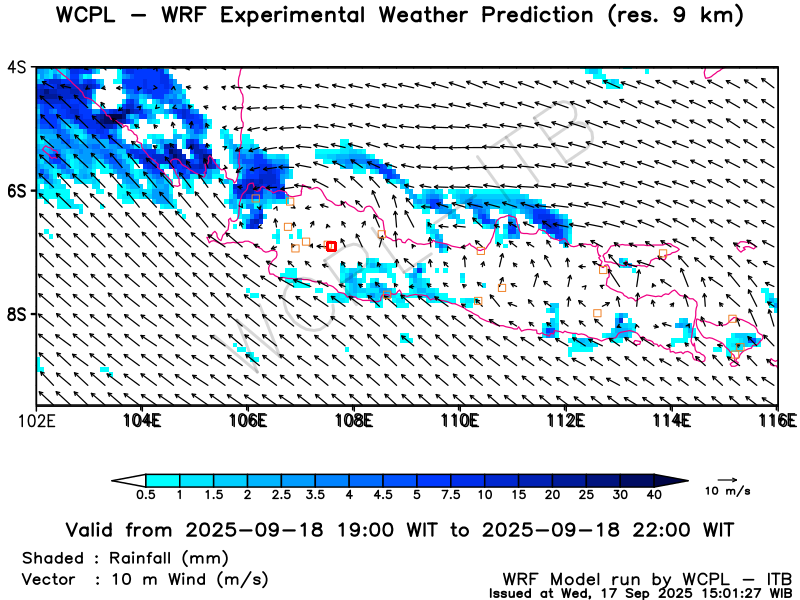 WCPL – WRF Experimental Weather Prediction (res. 9 km)
4S
6S
8S
102E 104E 106E 108E 110E 112E 114E 116E
WCPL-ITB
0.5 1 1.5 2 2.5 3.5 4 4.5 5 7.5 10 15 20 25 30 40
10 m/s
Valid from 2025-09-18 19:00 WIT to 2025-09-18 22:00 WIT
Shaded : Rainfall (mm)
Vector : 10 m Wind (m/s)
WRF Model run by WCPL – ITB
Issued at Wed, 17 Sep 2025 15:01:27 WIB